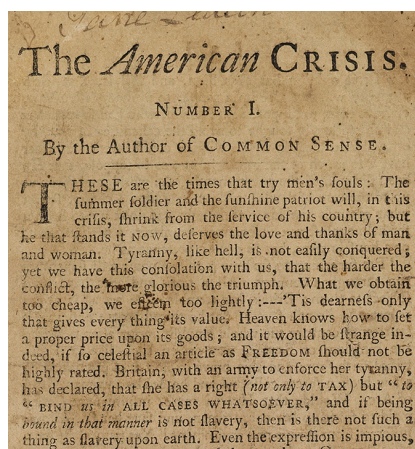 The American CRISIS.
NUMBER I.
By the Author of COMMON SENSE.
THESE are the times that try men's ſouls: The
ſummer ſoldier and the ſunſhine patriot will, in this
criſis, ſhrink from the ſervice of his country; but
he that ſtands it NOW, deſerves the love and thanks of man
and woman. Tyranny, like hell, is not eaſily conquered;
yet we have this conſolation with us, that the harder the
conflict, the more glorious the triumph. What we obtain
too cheap, we eſteem too lightly:---'Tis dearneſs only
that gives every thing its value. Heaven knows how to ſet
a proper price upon its goods; and it would be ſtrange in-
deed, if ſo celeſtial an article as FREEDOM ſhould not be
highly rated. Britain, with an army to enforce her tyranny,
has declared, that ſhe has a right (not only to TAX) but "to
"BIND us in ALL CASES WHATSOEVER," and if being
bound in that manner is not ſlavery, then is there not ſuch a
thing as ſlavery upon earth. Even the expreſſion is impious,